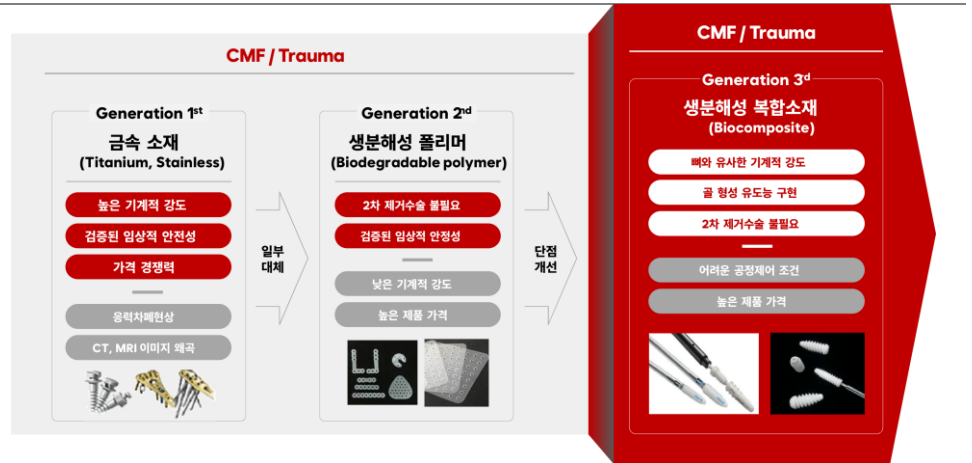 CMF / Trauma
Generation 1st
금속 소재
(Titanium, Stainless)
높은 기계적 강도
검증된 임상적 안전성
가격 경쟁력
응력차폐현상
CT, MRI 이미지 왜곡
일부
대체
Generation 2nd
생분해성 폴리머
(Biodegradable polymer)
2차 제거수술 불필요
검증된 임상적 안정성
낮은 기계적 강도
높은 제품 가격
단점
개선
CMF / Trauma
Generation 3rd
생분해성 복합소재
(Biocomposite)
뼈와 유사한 기계적 강도
골 형성 유도능 구현
2차 제거수술 불필요
어려운 공정제어 조건
높은 제품 가격